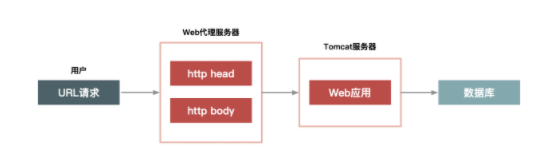 Web代理服务器
Tomcat服务器
用户
http head
URL请求
Web应用
数据库
http body